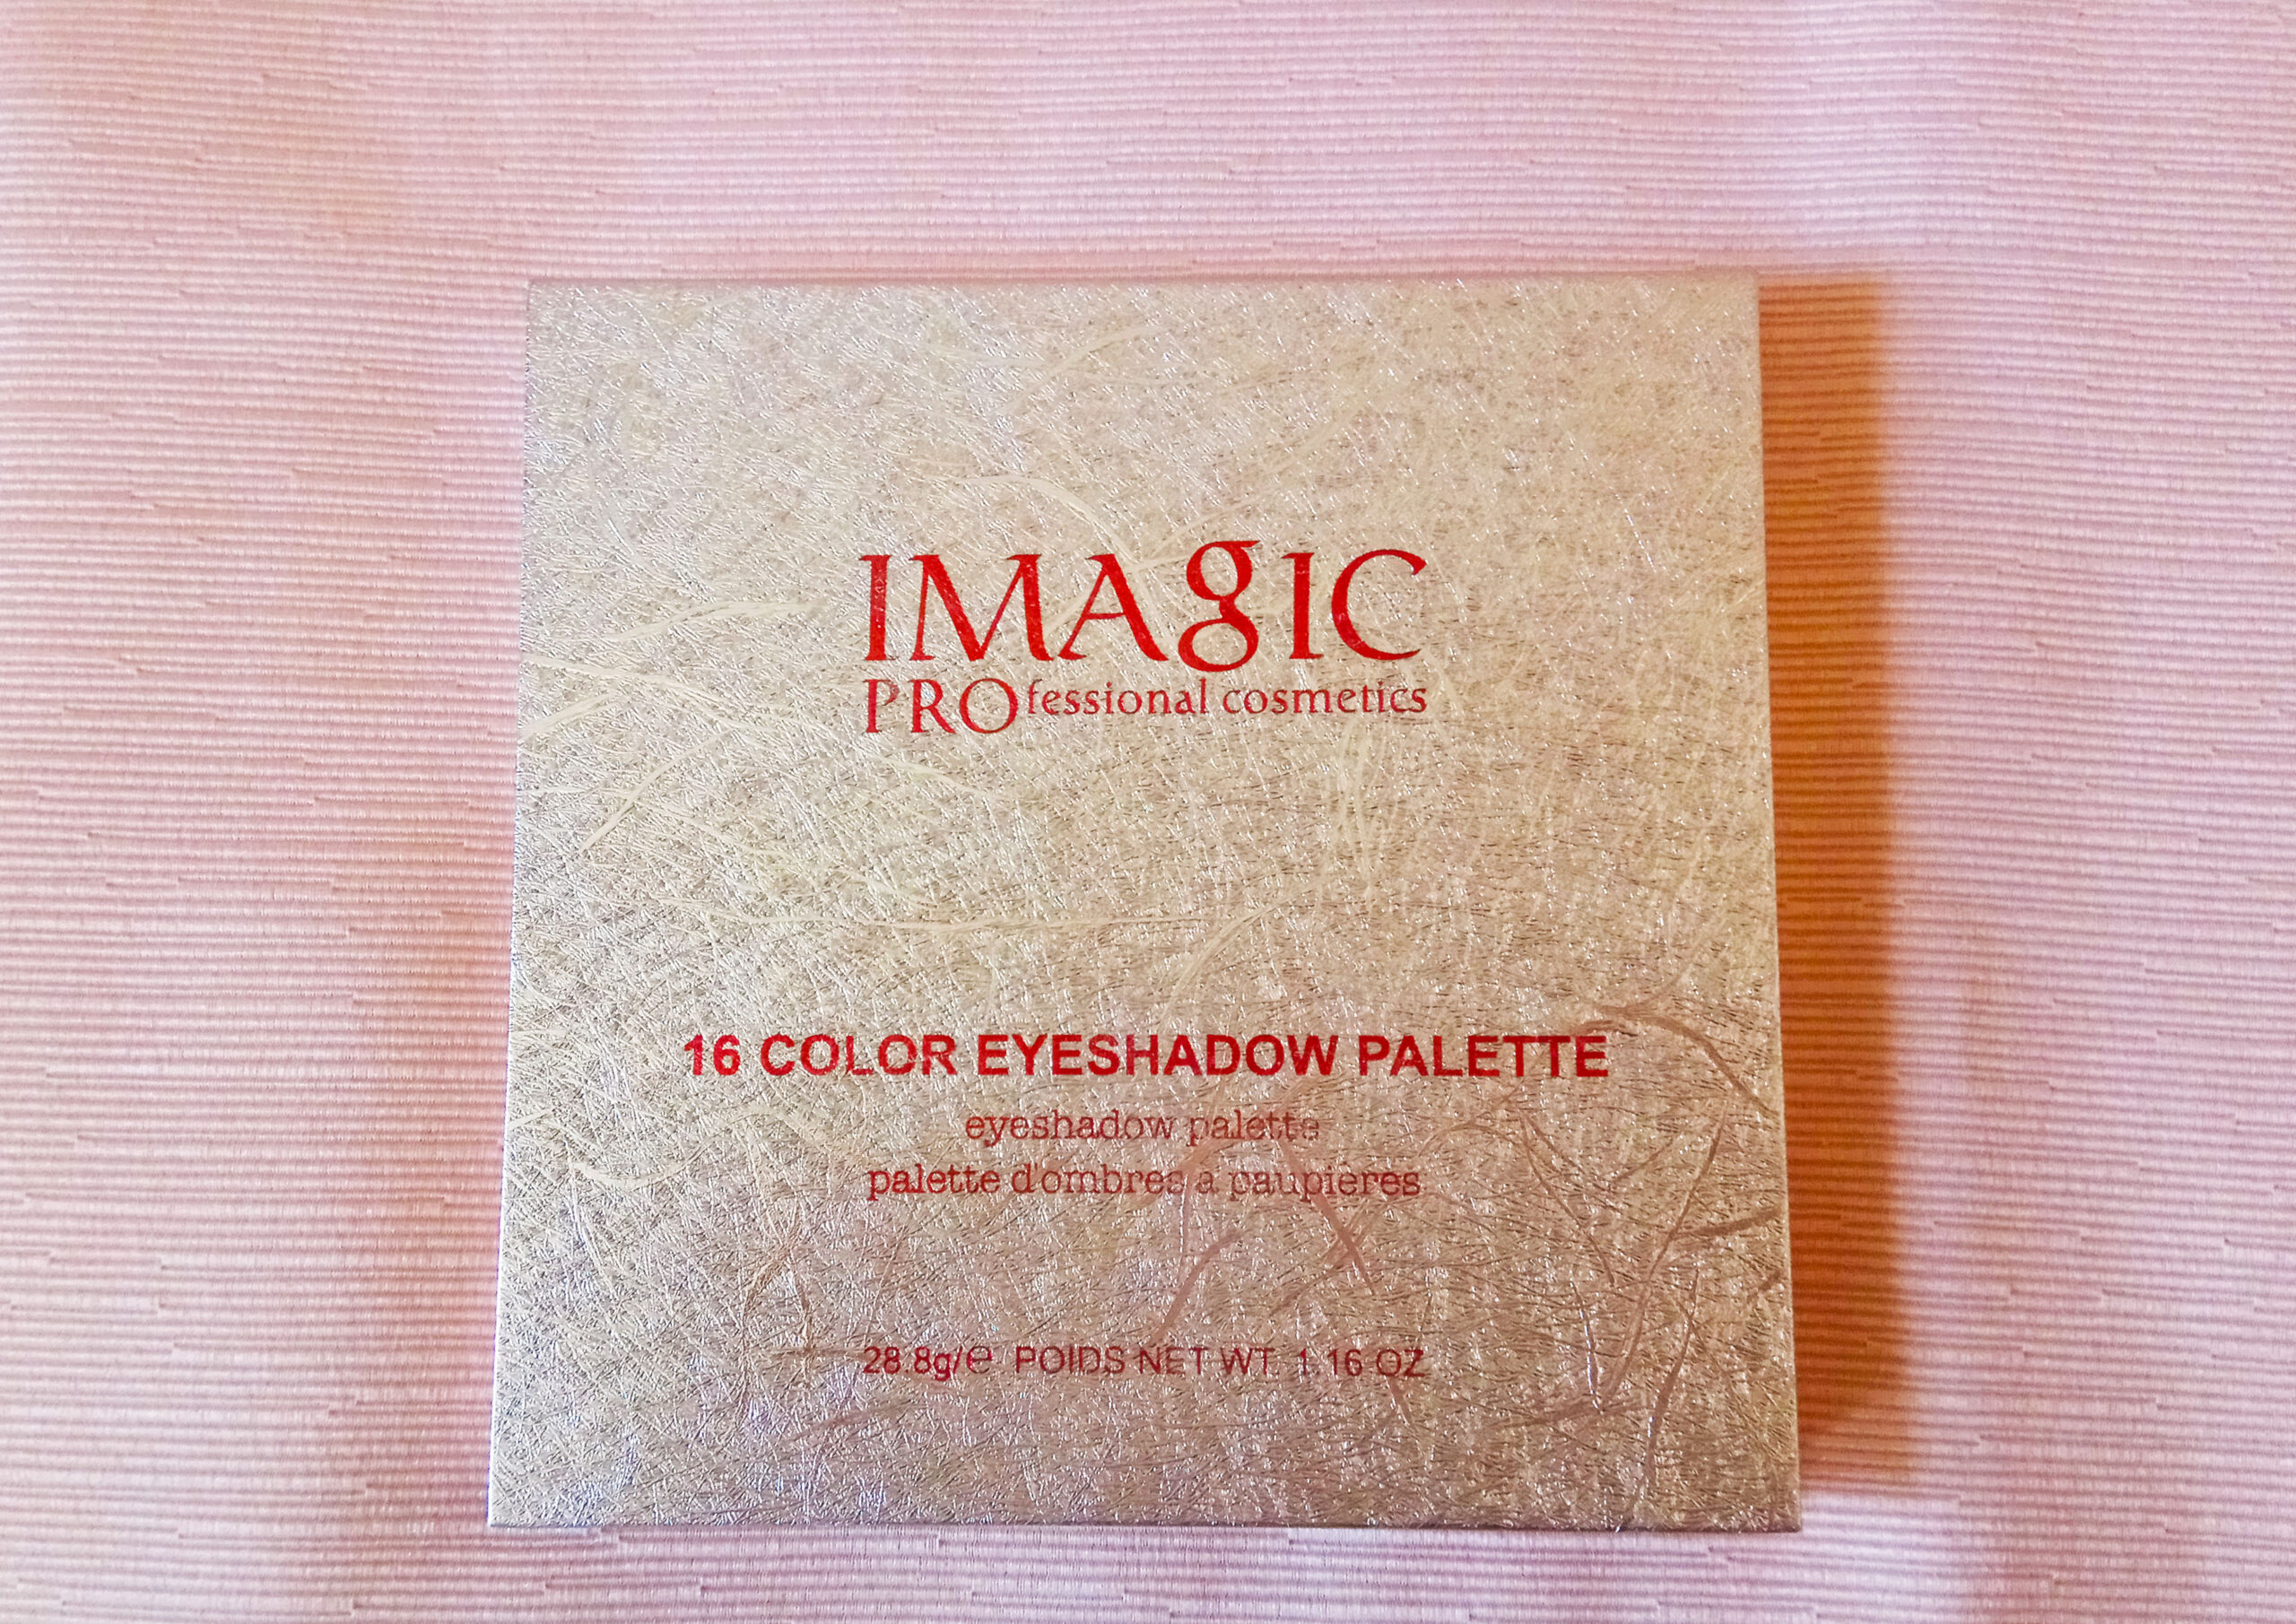 IMAgIC
PROfessional cosmetics
16 COLOR EYESHADOW PALETTE
eyeshadow palette
palette d'ombres a paupieres
28.8g/e POIDS NET WT. 1.16 OZ